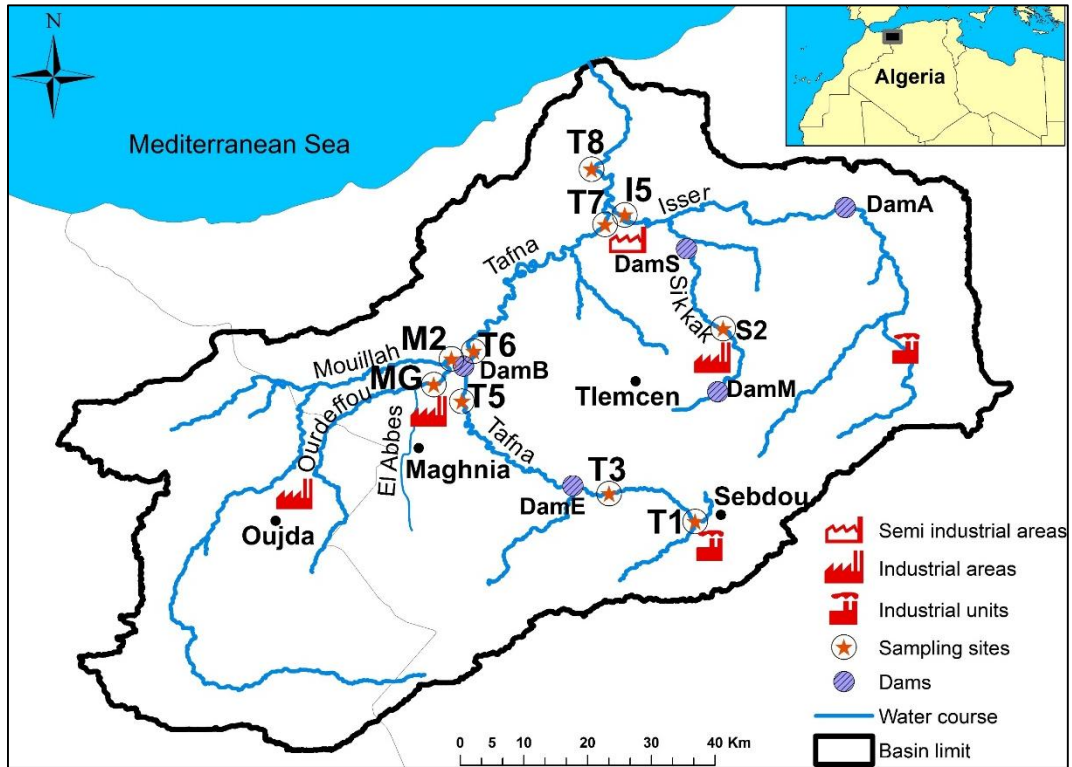 N
Algeria
Mediterranean Sea
T8
I5
Isser
DamA
T7
Tafna
DamS
Sikkak
S2
M2
T6
Mouillah
DamB
MG
T5
Tlemcen
DamM
Ourdeffou
El Abbes
Maghnia
Tafna
T3
DamE
Sebdou
T1
Oujda
Semi industrial areas
Industrial areas
Industrial units
Sampling sites
Dams
Water course
Basin limit
0 5 10 20 30 40 Km